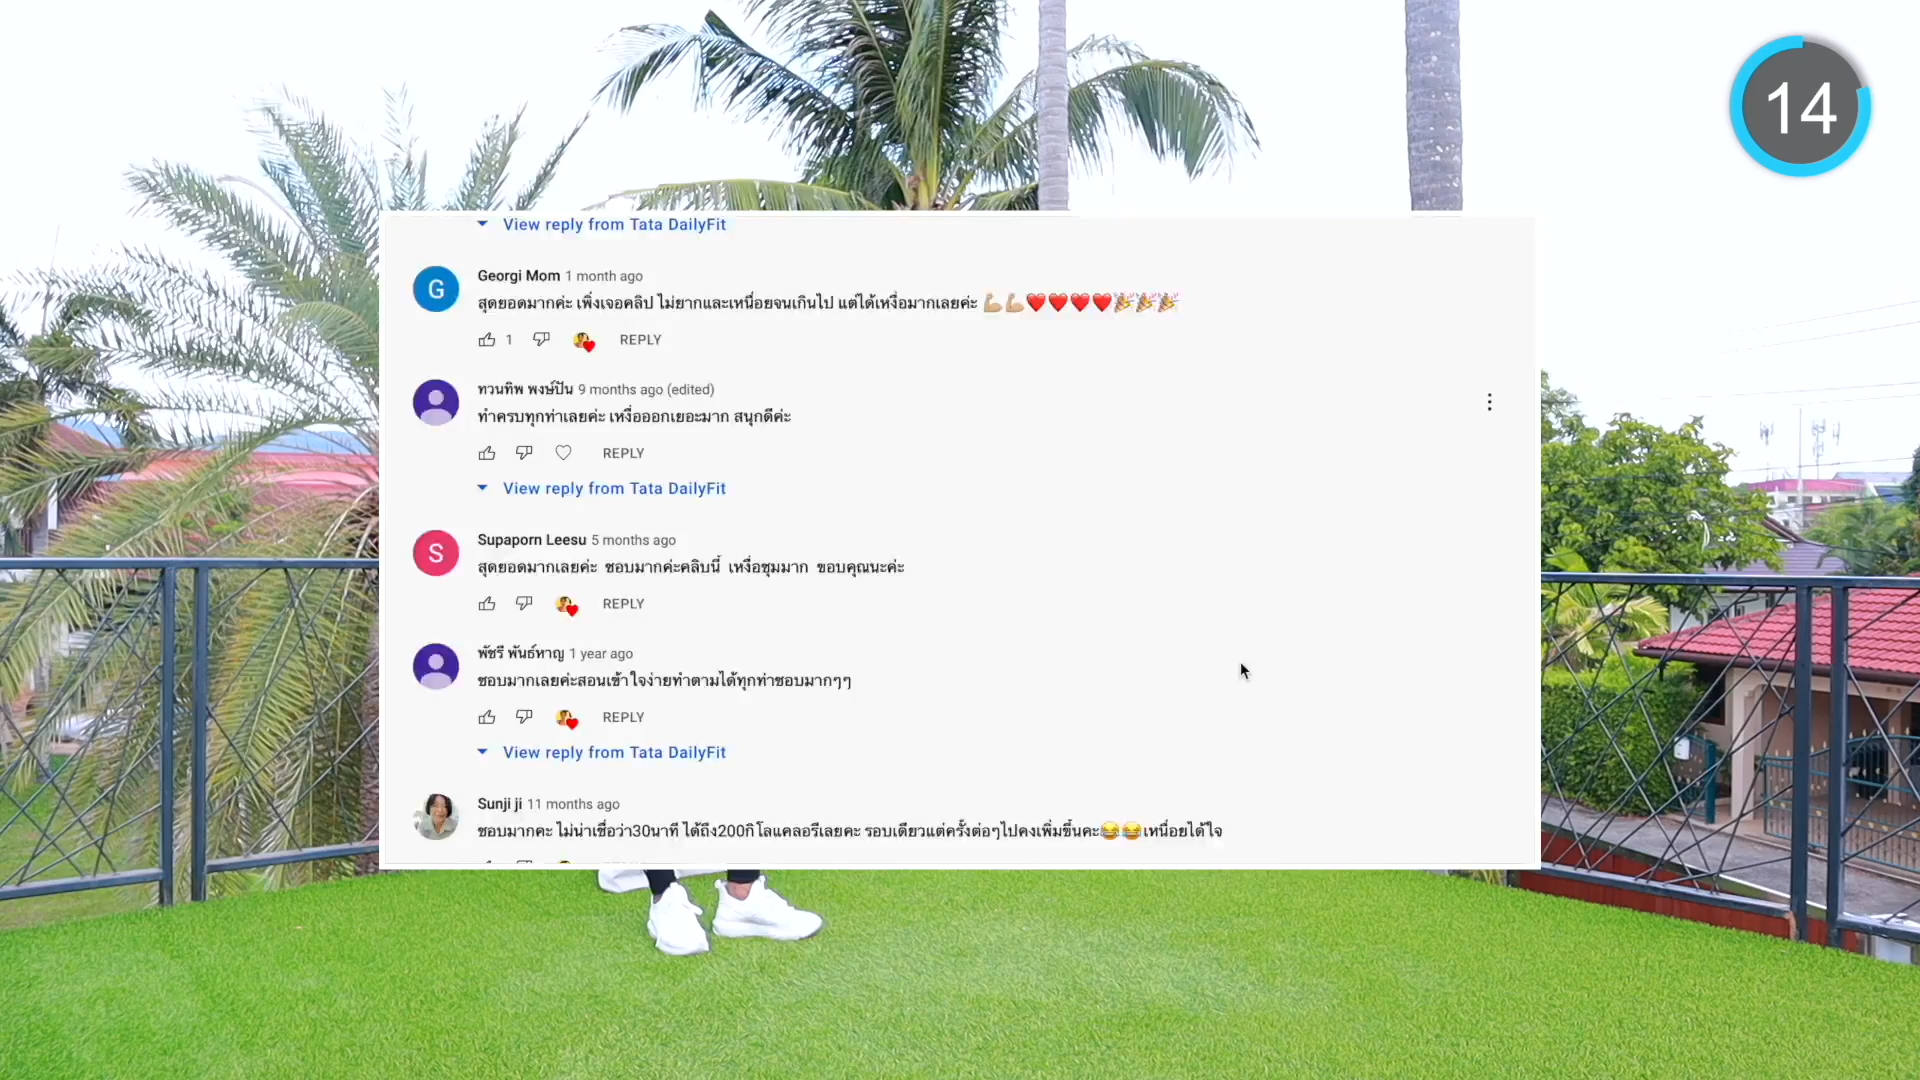 14
View reply from Tata DailyFit
G
Georgi Mom 1 month ago
สุดยอดมากค่ะ เพิ่งเจอคลิป ไม่ยากและเหนื่อยจนเกินไป แต่ได้เหงื่อมากเลยค่ะ 💪🏼💪🏼❤️❤️❤️❤️🎉🎉🎉
1 REPLY
ทวนทิพ พงษ์ปัน 9 months ago (edited)
ทำครบทุกท่าเลยค่ะ เหงื่อออกเยอะมาก สนุกดีค่ะ
REPLY
View reply from Tata DailyFit
S
Supaporn Leesu 5 months ago
สุดยอดมากเลยค่ะ ชอบมากค่ะคลิบนี้ เหงื่อชุมมาก ขอบคุณนะค่ะ
REPLY
พัชรี พันธ์หาญ 1 year ago
ชอบมากเลยค่ะสอนเข้าใจง่ายทำตามได้ทุกท่าชอบมากๆๆ
REPLY
View reply from Tata DailyFit
Sunji ji 11 months ago
ชอบมากคะ ไม่น่าเชื่อว่า30นาที ได้ถึง200กิโลแคลอรีเลยคะ รอบเดียวแต่ครั้งต่อๆไปคงเพิ่มขึ้นคะ😂😂เหนื่อยได้ใจ